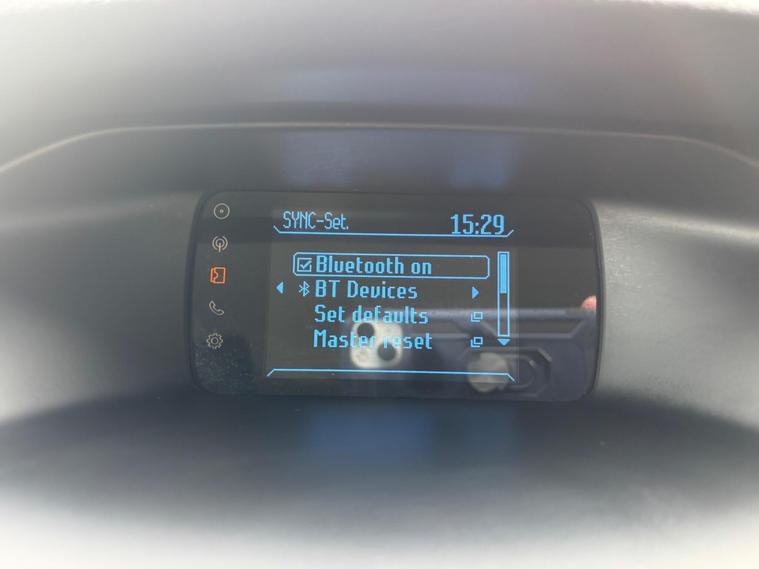 SYNC-Set. 15:29
Bluetooth on
BT Devices
Set defaults
Master reset